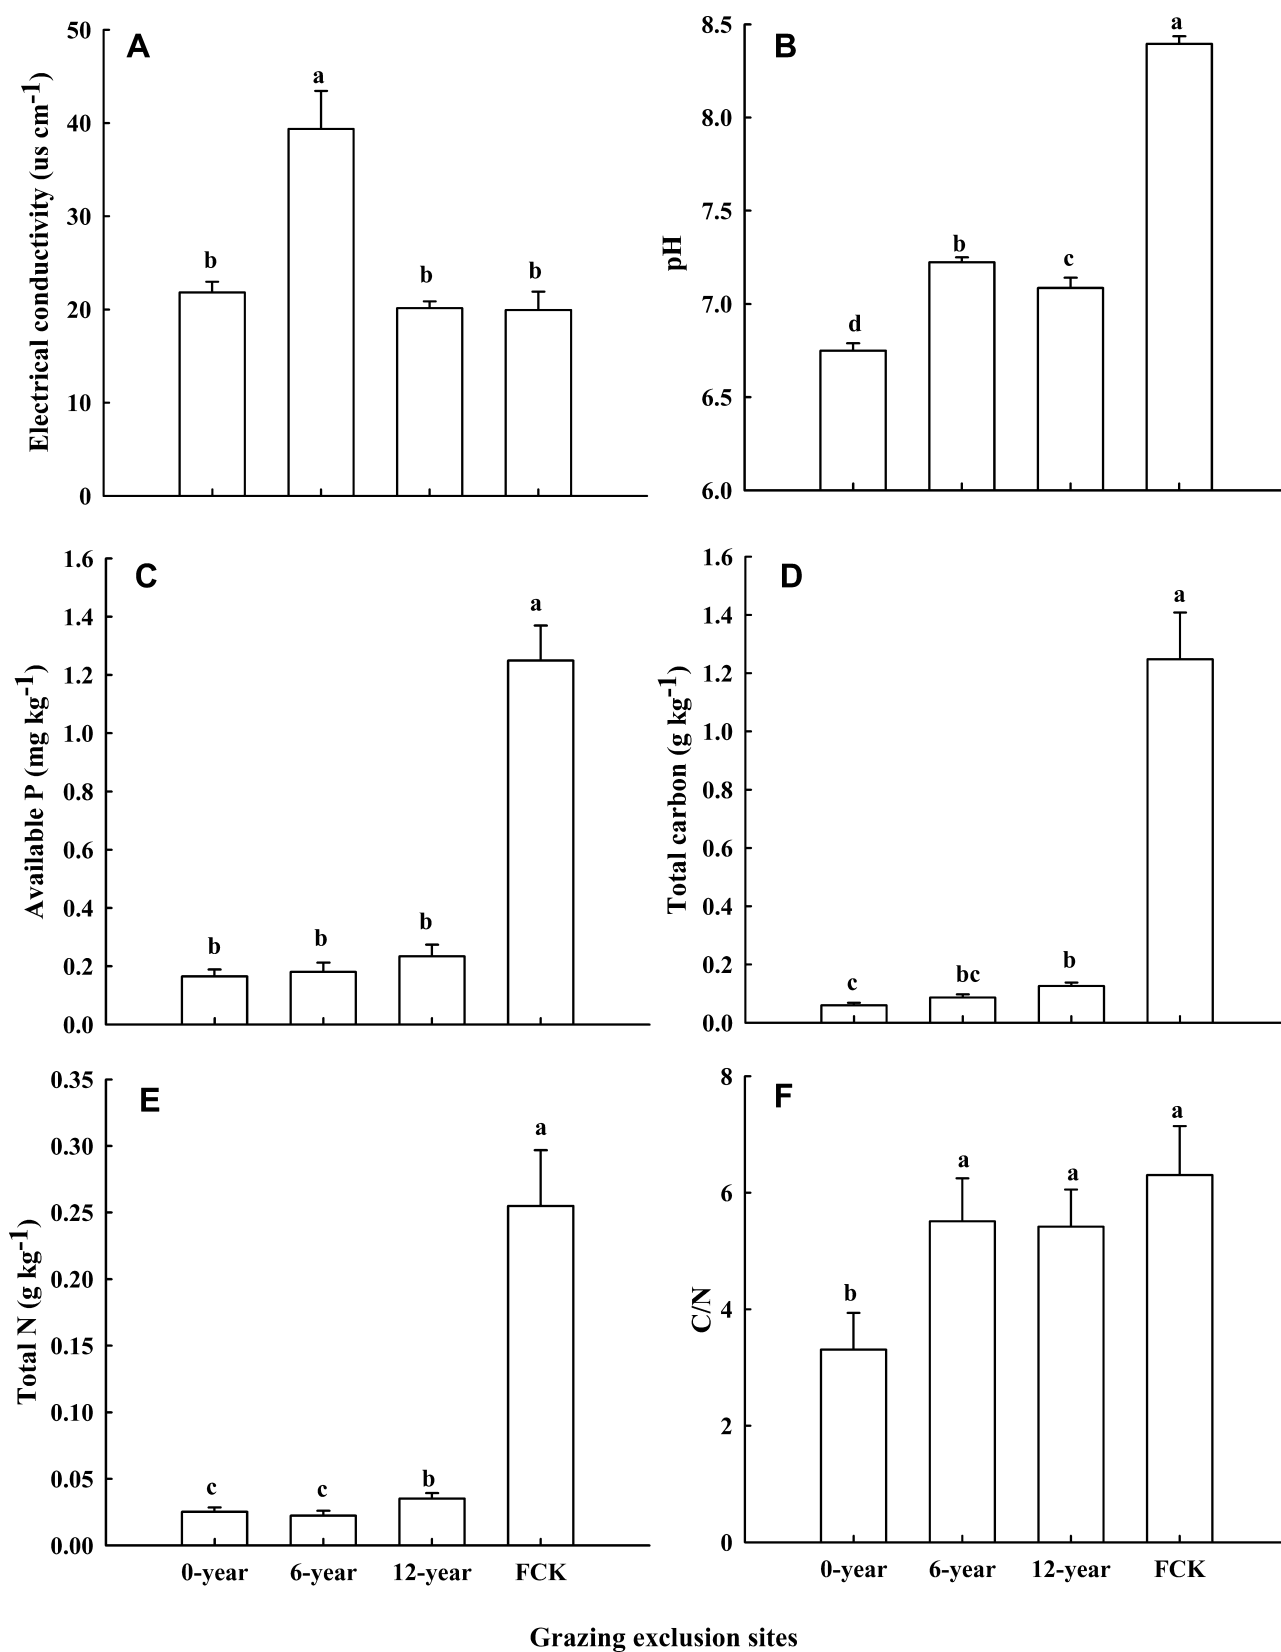 A
Electrical conductivity (us cm-1)
50
40
30
20
10
0
b
a
b
b
B
pH
8.5
8.0
7.5
7.0
6.5
6.0
d
b
c
a
C
Available P (mg kg-1)
1.6
1.4
1.2
1.0
0.8
0.6
0.4
0.2
0.0
b
b
b
a
D
Total carbon (g kg-1)
1.6
1.4
1.2
1.0
0.8
0.6
0.4
0.2
0.0
c
bc
b
a
E
Total N (g kg-1)
0.35
0.30
0.25
0.20
0.15
0.10
0.05
0.00
c
c
b
a
0-year 6-year 12-year FCK
F
C/N
8
6
4
2
0
b
a
a
a
0-year 6-year 12-year FCK
Grazing exclusion sites